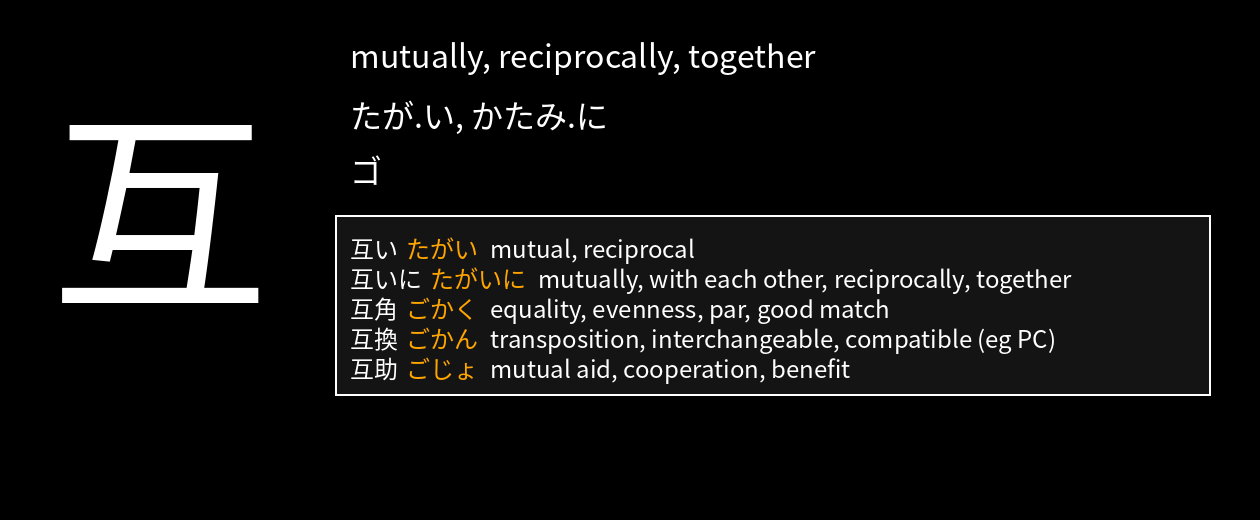 互
mutually, reciprocally, together
たが.い, かたみ.に
ゴ
互い たがい mutual, reciprocal
互いに たがいに mutually, with each other, reciprocally, together
互角 ごかく equality, evenness, par, good match
互換 ごかん transposition, interchangeable, compatible (eg PC)
互助 ごじょ mutual aid, cooperation, benefit